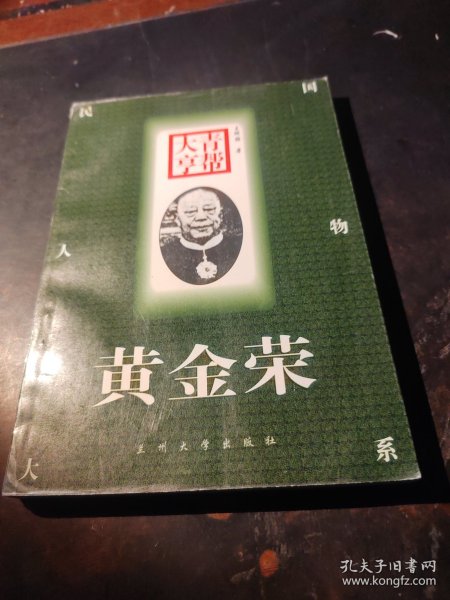 民国人物大系
青帮大亨
著
黄金荣
兰州大学出版社
孔夫子旧书网
www.kongfz.com